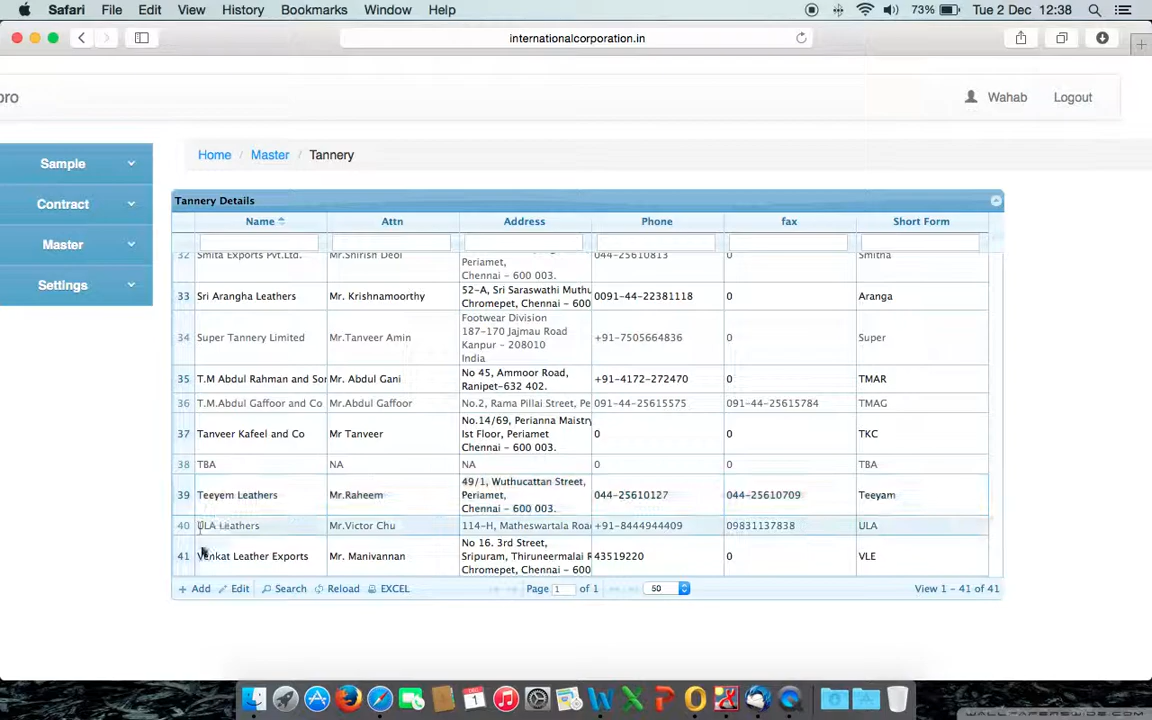 Safari File Edit View History Bookmarks Window Help 73% Tue 2 Dec 12:38
internationalcorporation.in
pro Wahab Logout
Sample
Contract
Master
Settings
Home / Master / Tannery
Tannery Details
Name Attn Address Phone fax Short Form
32 Smita Exports Pvt.Ltd. Mr.Shirish Deol Periamet, Chennai - 600 003. 044-25610813 0 Smitha
33 Sri Arangha Leathers Mr. Krishnamoorthy 52-A, Sri Saraswathi Muthu 0091-44-22381118 0 Aranga
Chromepet, Chennai - 600
34 Super Tannery Limited Mr.Tanveer Amin Footwear Division +91-7505664836 0 Super
187-170 Jajmau Road
Kanpur - 208010
India
35 T.M Abdul Rahman and Son Mr. Abdul Gani No 45, Ammoor Road, +91-4172-272470 0 TMAR
Ranipet-632 402.
36 T.M.Abdul Gaffoor and Co Mr.Abdul Gaffoor No.2, Rama Pillai Street, Pe 091-44-25615575 091-44-25615784 TMAG
37 Tanveer Kafeel and Co Mr Tanveer No.14/69, Perianna Maistry 0 0 TKC
Ist Floor, Periamet
Chennai - 600 003.
38 TBA NA NA 0 0 TBA
39 Teeyem Leathers Mr.Raheem 49/1, Wuthucattan Street, 044-25610127 044-25610709 Teeyam
Periamet,
Chennai - 600 003.
40 ULA Leathers Mr.Victor Chu 114-H, Matheswartala Road +91-8444944409 09831137838 ULA
41 Venkat Leather Exports Mr. Manivannan No 16. 3rd Street, 43519220 0 VLE
Sripuram, Thiruneermalai R
Chromepet, Chennai - 600
+ Add Edit Search Reload EXCEL Page 1 of 1 50 View 1 - 41 of 41